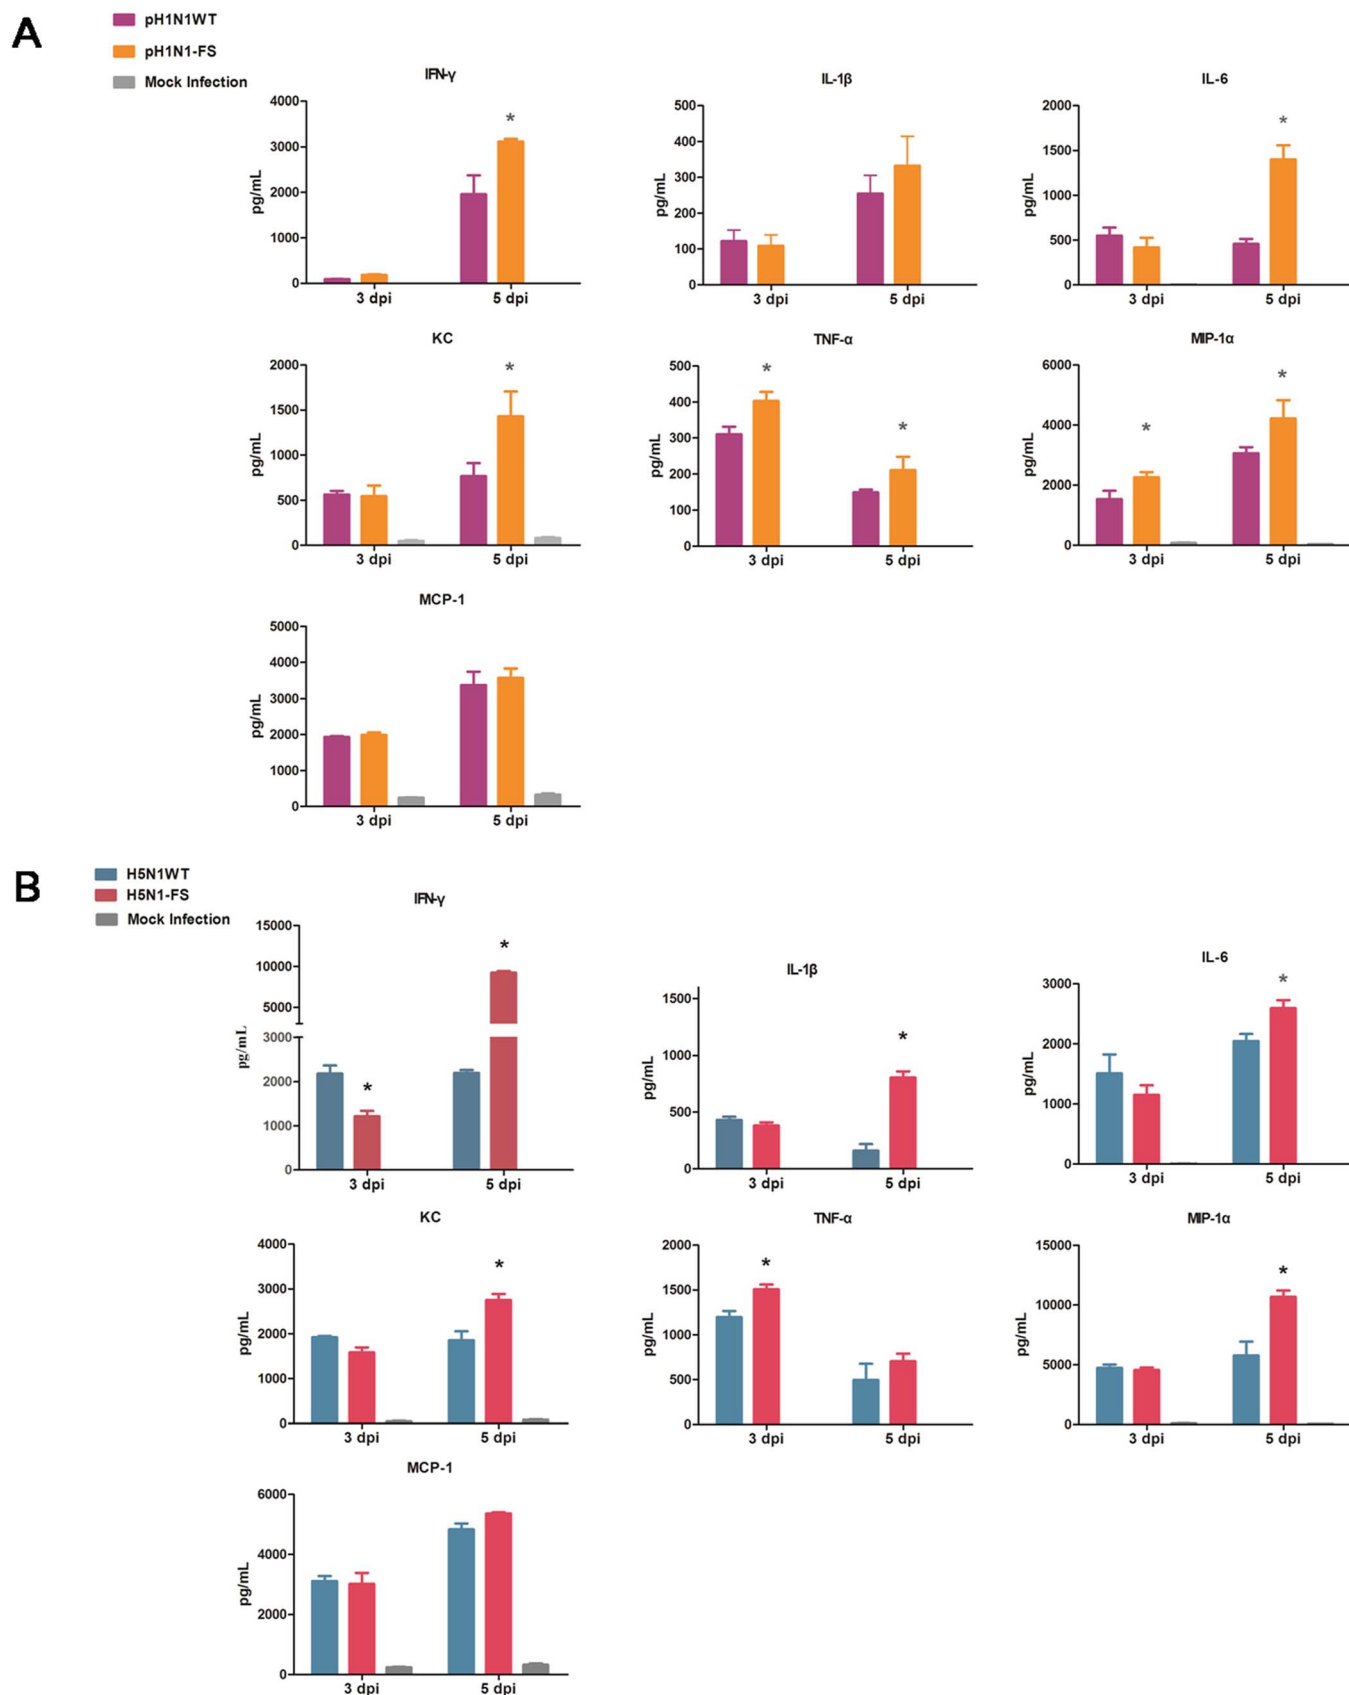 A
pH1N1WT
pH1N1-FS
Mock Infection
IFN-γ
4000
3000
2000
1000
0
pg/mL
3 dpi
5 dpi
*
IL-1β
500
400
300
200
100
0
pg/mL
3 dpi
5 dpi
IL-6
2000
1500
1000
500
0
pg/mL
3 dpi
5 dpi
*
KC
2000
1500
1000
500
0
pg/mL
3 dpi
5 dpi
*
TNF-α
500
400
300
200
100
0
pg/mL
3 dpi
5 dpi
*
*
MIP-1α
6000
4000
2000
0
pg/mL
3 dpi
5 dpi
*
*
MCP-1
5000
4000
3000
2000
1000
0
pg/mL
3 dpi
5 dpi
B
H5N1WT
H5N1-FS
Mock Infection
IFN-γ
15000
10000
5000
3000
2000
1000
0
pg/mL
3 dpi
5 dpi
*
*
IL-1β
1500
1000
500
0
pg/mL
3 dpi
5 dpi
*
IL-6
3000
2000
1000
0
pg/mL
3 dpi
5 dpi
*
KC
4000
3000
2000
1000
0
pg/mL
3 dpi
5 dpi
*
TNF-α
2000
1500
1000
500
0
pg/mL
3 dpi
5 dpi
*
MIP-1α
15000
10000
5000
0
pg/mL
3 dpi
5 dpi
*
MCP-1
6000
4000
2000
0
pg/mL
3 dpi
5 dpi